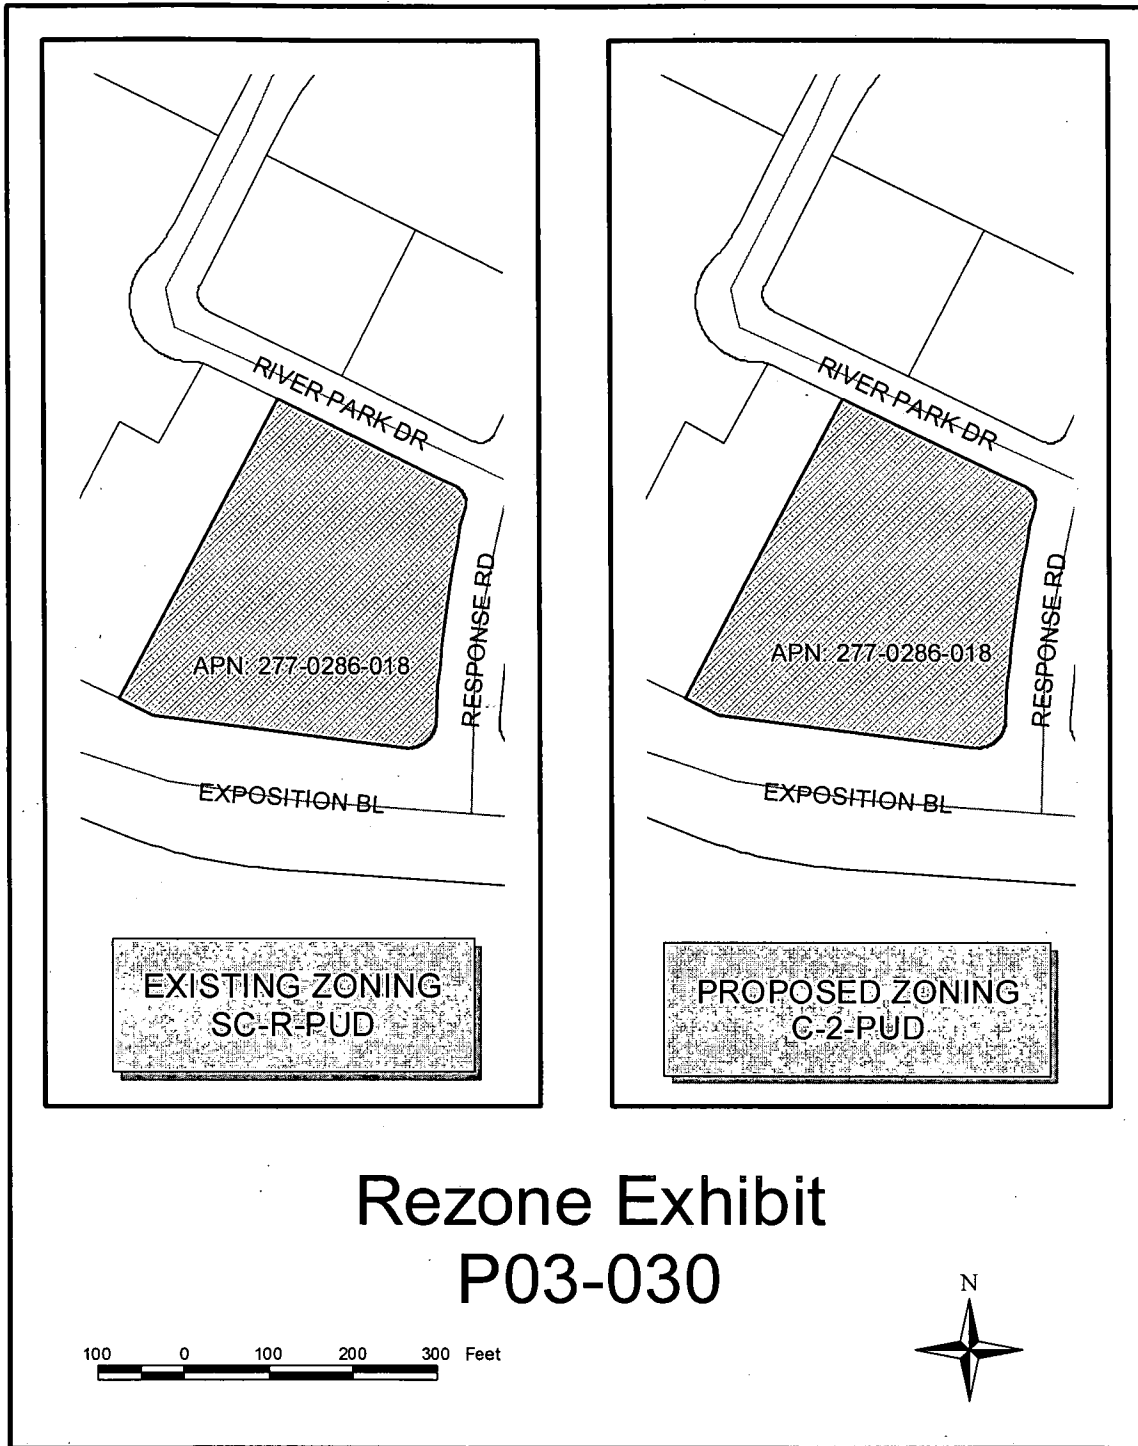 RIVER PARK DR
RESPONSE RD
APN: 277-0286-018
EXPOSITION BL
EXISTING ZONING
SC-R-PUD
RIVER PARK DR
RESPONSE RD
APN: 277-0286-018
EXPOSITION BL
PROPOSED ZONING
C-2-PUD
Rezone Exhibit
P03-030
100 0 100 200 300 Feet
N